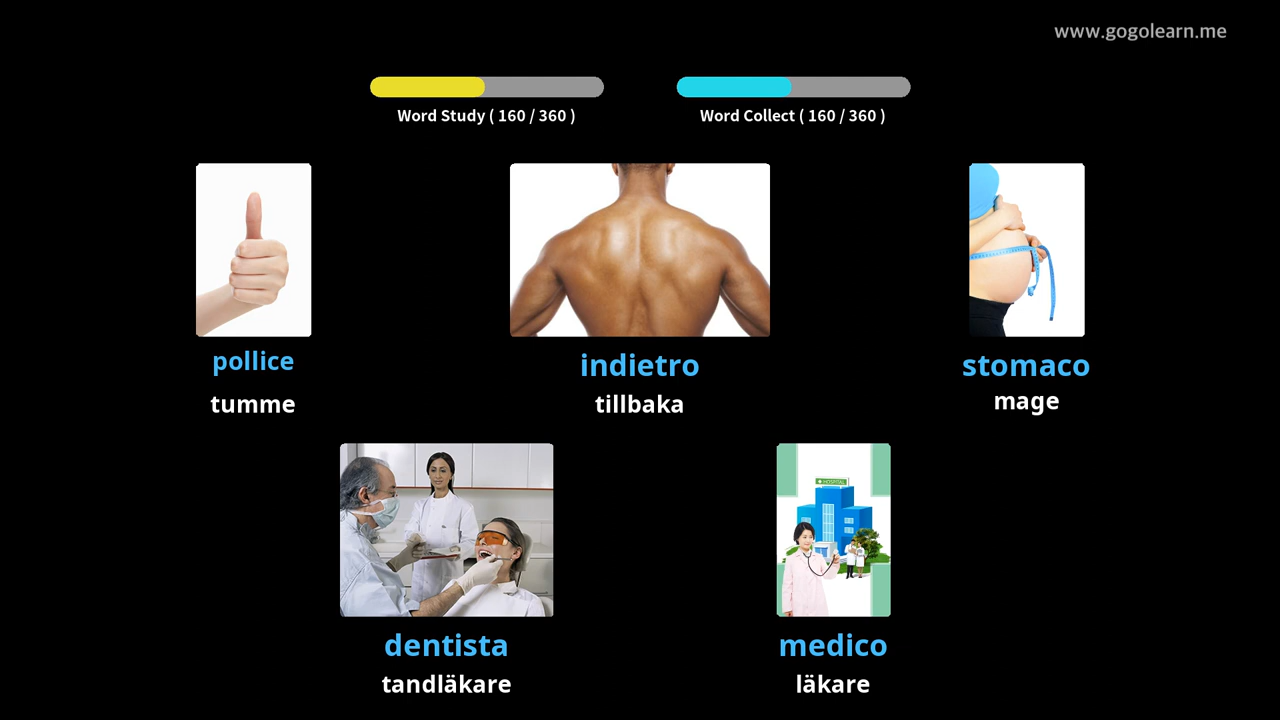 www.gogolearn.me
Word Study ( 160 / 360 )
Word Collect ( 160 / 360 )
pollice
tumme
indietro
tillbaka
stomaco
mage
HOSPITAL
dentista
tandläkare
medico
läkare